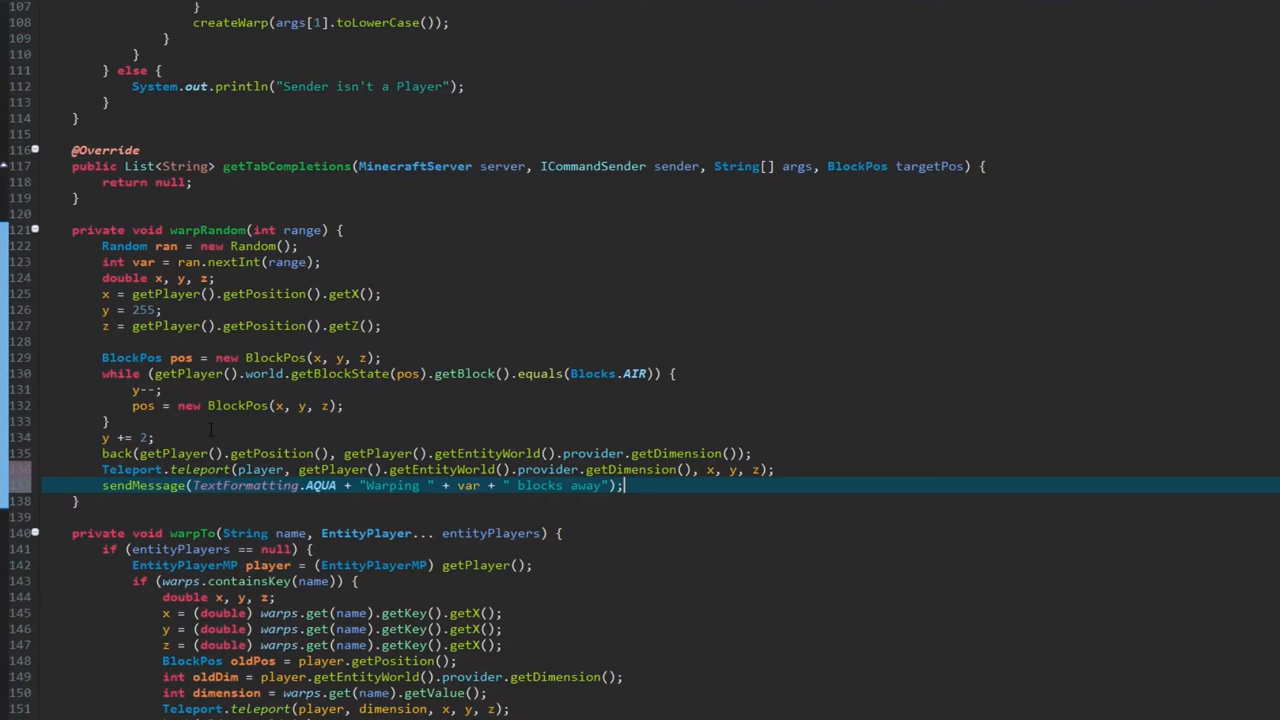 107            }
108            createWarp(args[1].toLowerCase());
109        }
110    }
111 } else {
112    System.out.println("Sender isn't a Player");
113 }
114 }
115
116 @Override
117 public List<String> getTabCompletions(MinecraftServer server, ICommandSender sender, String[] args, BlockPos targetPos) {
118    return null;
119 }
120
121 private void warpRandom(int range) {
122    Random ran = new Random();
123    int var = ran.nextInt(range);
124    double x, y, z;
125    x = getPlayer().getPosition().getX();
126    y = 255;
127    z = getPlayer().getPosition().getZ();
128
129    BlockPos pos = new BlockPos(x, y, z);
130    while (getPlayer().world.getBlockState(pos).getBlock().equals(Blocks.AIR)) {
131        y--;
132        pos = new BlockPos(x, y, z);
133    }
134    y += 2;
135    back(getPlayer().getPosition(), getPlayer().getEntityWorld().provider.getDimension());
136    Teleport.teleport(player, getPlayer().getEntityWorld().provider.getDimension(), x, y, z);
137    sendMessage(TextFormatting.AQUA + "Warping " + var + " blocks away");
138 }
139
140 private void warpTo(String name, EntityPlayer... entityPlayers) {
141    if (entityPlayers == null) {
142        EntityPlayerMP player = (EntityPlayerMP) getPlayer();
143        if (warps.containsKey(name)) {
144            double x, y, z;
145            x = (double) warps.get(name).getKey().getX();
146            y = (double) warps.get(name).getKey().getX();
147            z = (double) warps.get(name).getKey().getX();
148            BlockPos oldPos = player.getPosition();
149            int oldDim = player.getEntityWorld().provider.getDimension();
150            int dimension = warps.get(name).getValue();
151            Teleport.teleport(player, dimension, x, y, z);